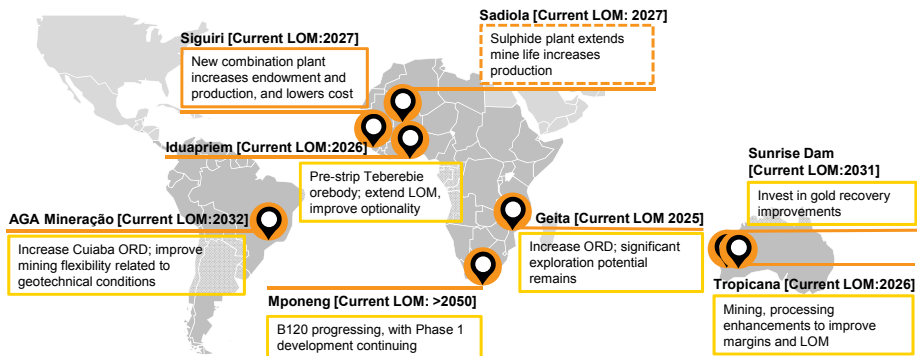 Sadiola [Current LOM: 2027]
Sulphide plant extends
mine life increases
production
Siguiri [Current LOM:2027]
New combination plant
increases endowment and
production, and lowers cost
Iduapriem [Current LOM:2026]
Pre-strip Teberebie
orebody; extend LOM,
improve optionality
Sunrise Dam
[Current LOM:2031]
Invest in gold recovery
improvements
AGA Mineração [Current LOM:2032]
Increase Cuiaba ORD; improve
mining flexibility related to
geotechnical conditions
Geita [Current LOM 2025]
Increase ORD; significant
exploration potential
remains
Tropicana [Current LOM:2026]
Mining, processing
enhancements to improve
margins and LOM
Mponeng [Current LOM: >2050]
B120 progressing, with Phase 1
development continuing